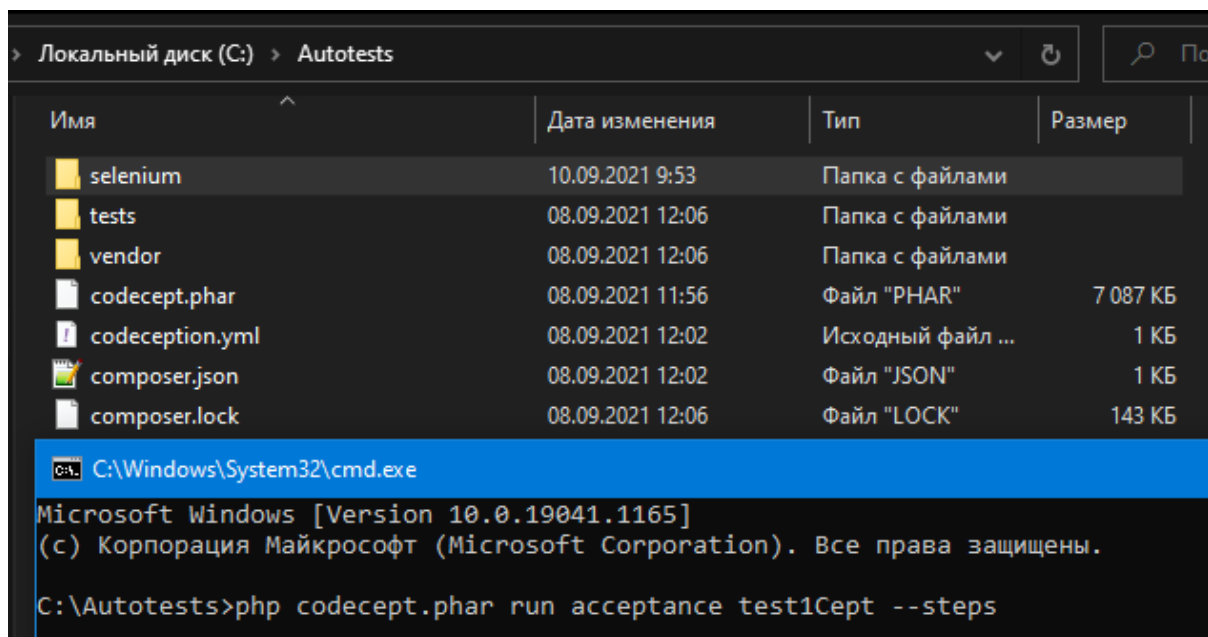 Локальный диск (C:) > Autotests
Имя Дата изменения Тип Размер
selenium 10.09.2021 9:53 Папка с файлами
tests 08.09.2021 12:06 Папка с файлами
vendor 08.09.2021 12:06 Папка с файлами
codecept.phar 08.09.2021 11:56 Файл "PHAR" 7 087 КБ
codeception.yml 08.09.2021 12:02 Исходный файл ... 1 КБ
composer.json 08.09.2021 12:02 Файл "JSON" 1 КБ
composer.lock 08.09.2021 12:06 Файл "LOCK" 143 КБ
C:\Windows\System32\cmd.exe
Microsoft Windows [Version 10.0.19041.1165]
(c) Корпорация Майкрософт (Microsoft Corporation). Все права защищены.
C:\Autotests>php codecept.phar run acceptance test1Cept --steps